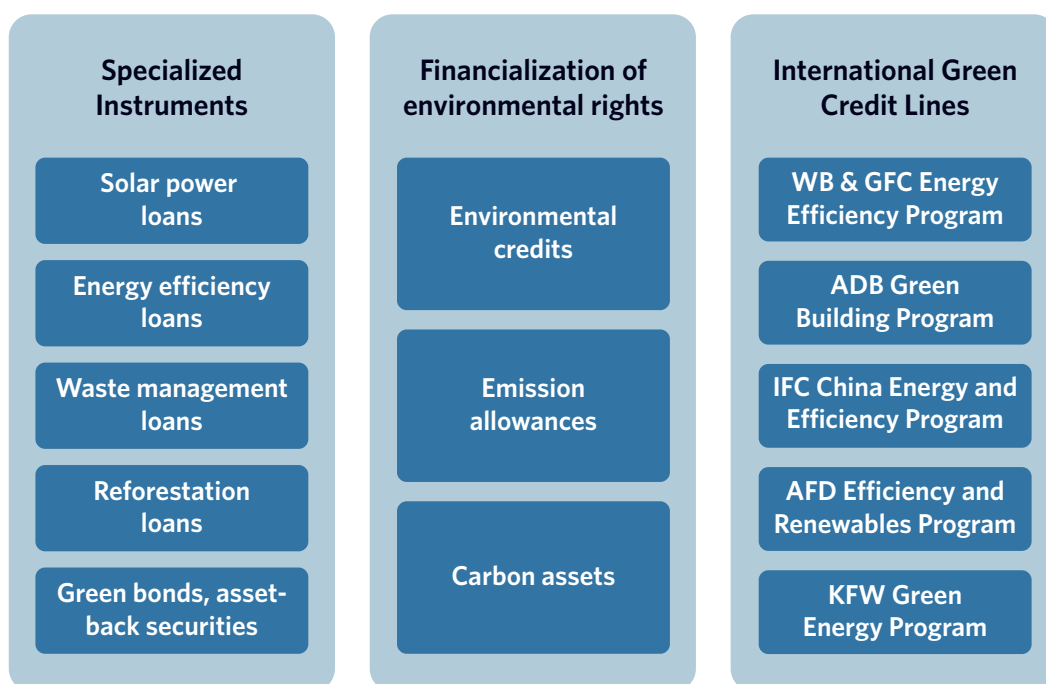 Specialized
Instruments
Solar power
loans
Energy efficiency
loans
Waste management
loans
Reforestation
loans
Green bonds, asset-
back securities
Financialization of
environmental rights
Environmental
credits
Emission
allowances
Carbon assets
International Green
Credit Lines
WB & GFC Energy
Efficiency Program
ADB Green
Building Program
IFC China Energy and
Efficiency Program
AFD Efficiency and
Renewables Program
KFW Green
Energy Program